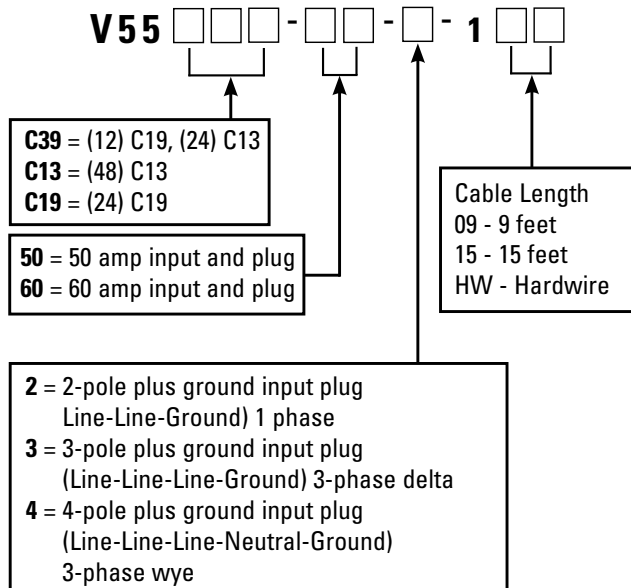 V55 □□□ - □□ - □ - 1 □□
C39 = (12) C19, (24) C13
C13 = (48) C13
C19 = (24) C19
50 = 50 amp input and plug
60 = 60 amp input and plug
Cable Length
09 - 9 feet
15 - 15 feet
HW - Hardwire
2 = 2-pole plus ground input plug
Line-Line-Ground) 1 phase
3 = 3-pole plus ground input plug
(Line-Line-Line-Ground) 3-phase delta
4 = 4-pole plus ground input plug
(Line-Line-Line-Neutral-Ground)
3-phase wye